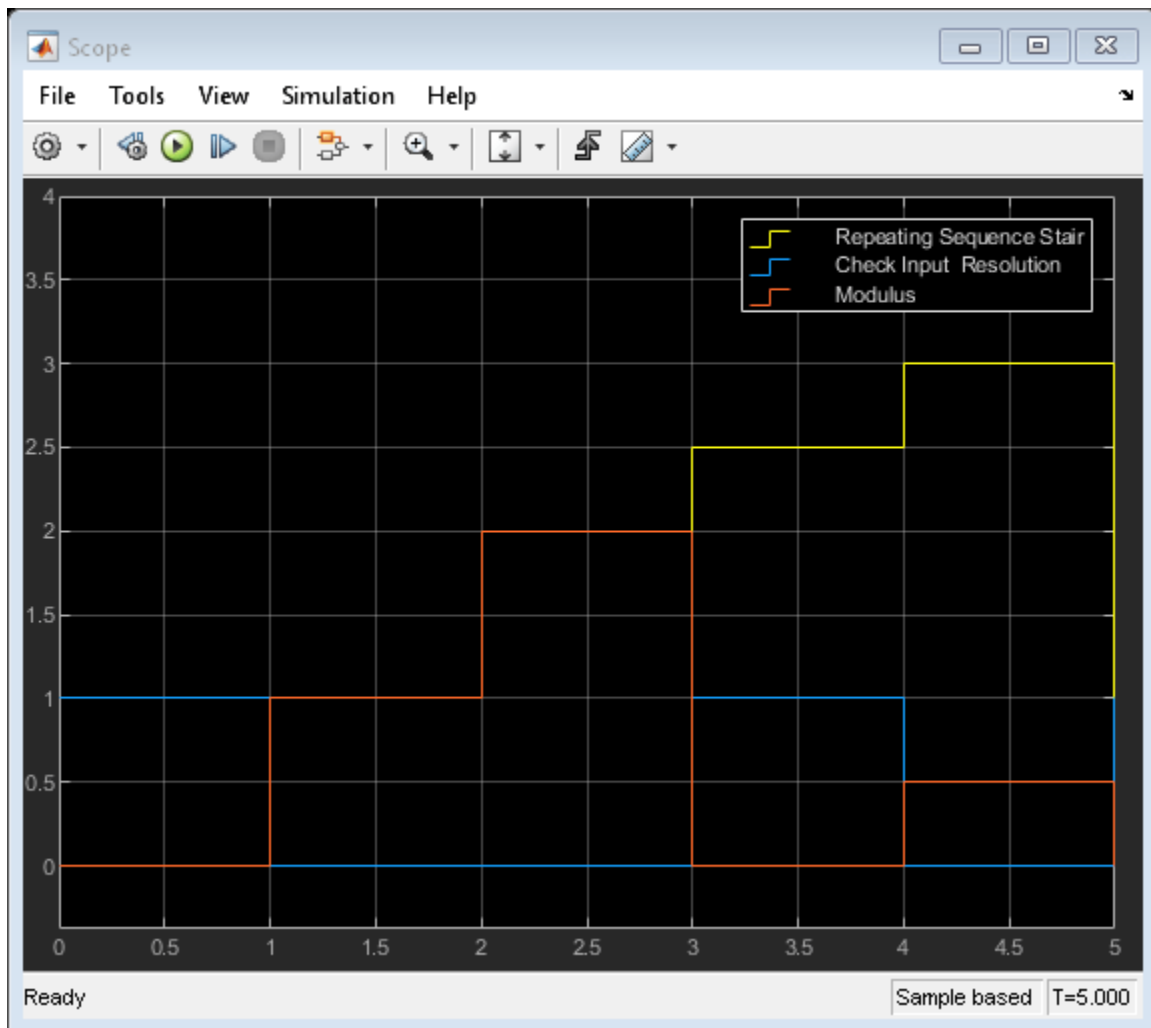 Scope
File Tools View Simulation Help
4
3.5
3
2.5
2
1.5
1
0.5
0
Repeating Sequence Stair
Check Input  Resolution
Modulus
0 0.5 1 1.5 2 2.5 3 3.5 4 4.5 5
Ready Sample based T=5.000